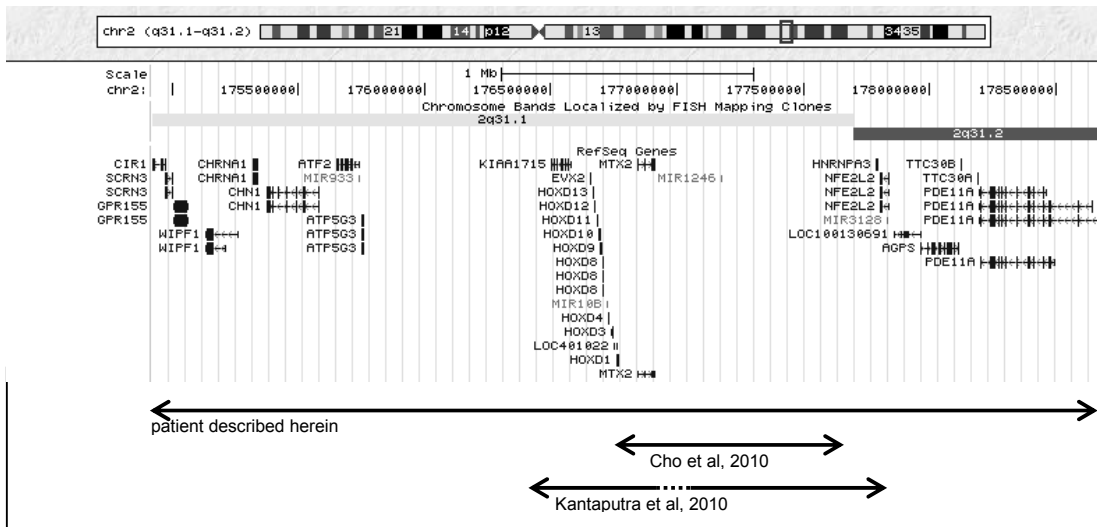 chr2 (q31.1-q31.2) 21 14 p12 13 34 35
Scale 1 Mb
chr2: 175500000 176000000 176500000 177000000 177500000 178000000 178500000
Chromosome Bands Localized by FISH Mapping Clones
2q31.1
2q31.2
RefSeq Genes
CIR1 CHRNA1 ATF2 KIAA1715 MTX2 HNRNPA3 TTC30B
SCRN3 CHRNA1 MIR933 EVX2 MIR1246 NFE2L2 TTC30A
SCRN3 CHN1 HOXD13 NFE2L2 PDE11A
GPR155 CHN1 HOXD12 NFE2L2 PDE11A
GPR155 ATP5G3 HOXD11 MIR3128 PDE11A
WIPF1 ATP5G3 HOXD10 LOC100130691
WIPF1 ATP5G3 HOXD9 AGPS
HOXD8 PDE11A
HOXD8
HOXD8
MIR10B
HOXD4
HOXD3
LOC401022
HOXD1
MTX2
patient described herein
Cho et al, 2010
Kantaputra et al, 2010